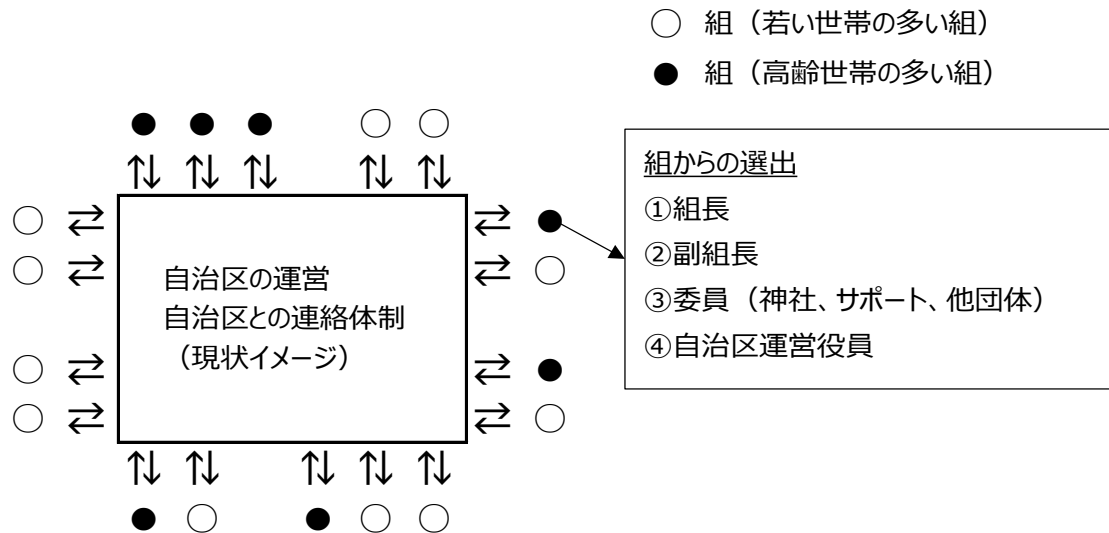 ○ 組（若い世帯の多い組）
● 組（高齢世帯の多い組）
組からの選出
①組長
②副組長
③委員（神社、サポート、他団体）
④自治区運営役員
自治区の運営
自治区との連絡体制
（現状イメージ）